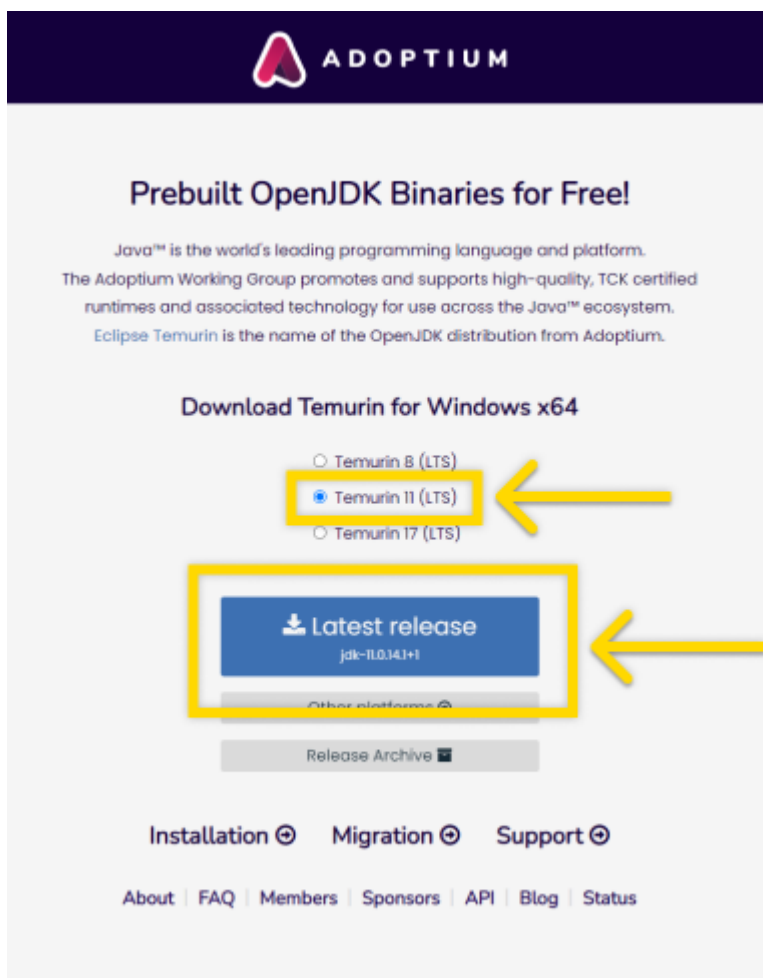 ADOPTIUM
Prebuilt OpenJDK Binaries for Free!
Java™ is the world's leading programming language and platform.
The Adoptium Working Group promotes and supports high-quality, TCK certified
runtimes and associated technology for use across the Java™ ecosystem.
Eclipse Temurin is the name of the OpenJDK distribution from Adoptium.
Download Temurin for Windows x64
Temurin 8 (LTS)
Temurin 11 (LTS)
Temurin 17 (LTS)
Latest release
jdk-11.0.14.1+1
Other platforms
Release Archive
Installation Migration Support
About | FAQ | Members | Sponsors | API | Blog | Status